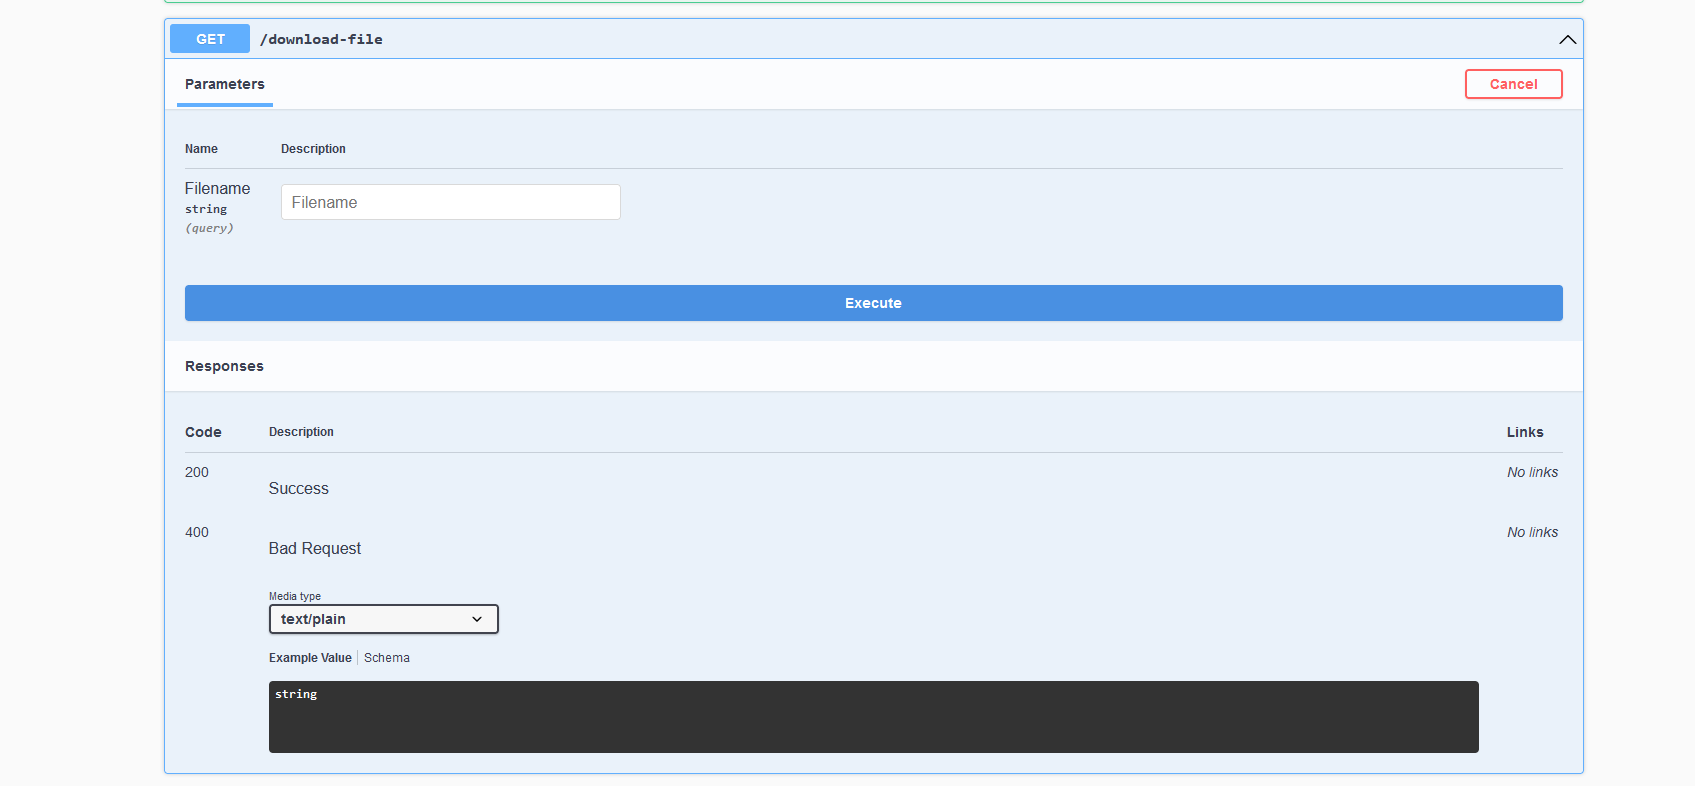 GET /download-file
Parameters
Cancel
Name Description
Filename
string
(query)
Filename
Execute
Responses
Code Description Links
200
Success
No links
400
Bad Request
No links
Media type
text/plain
Example Value Schema
string